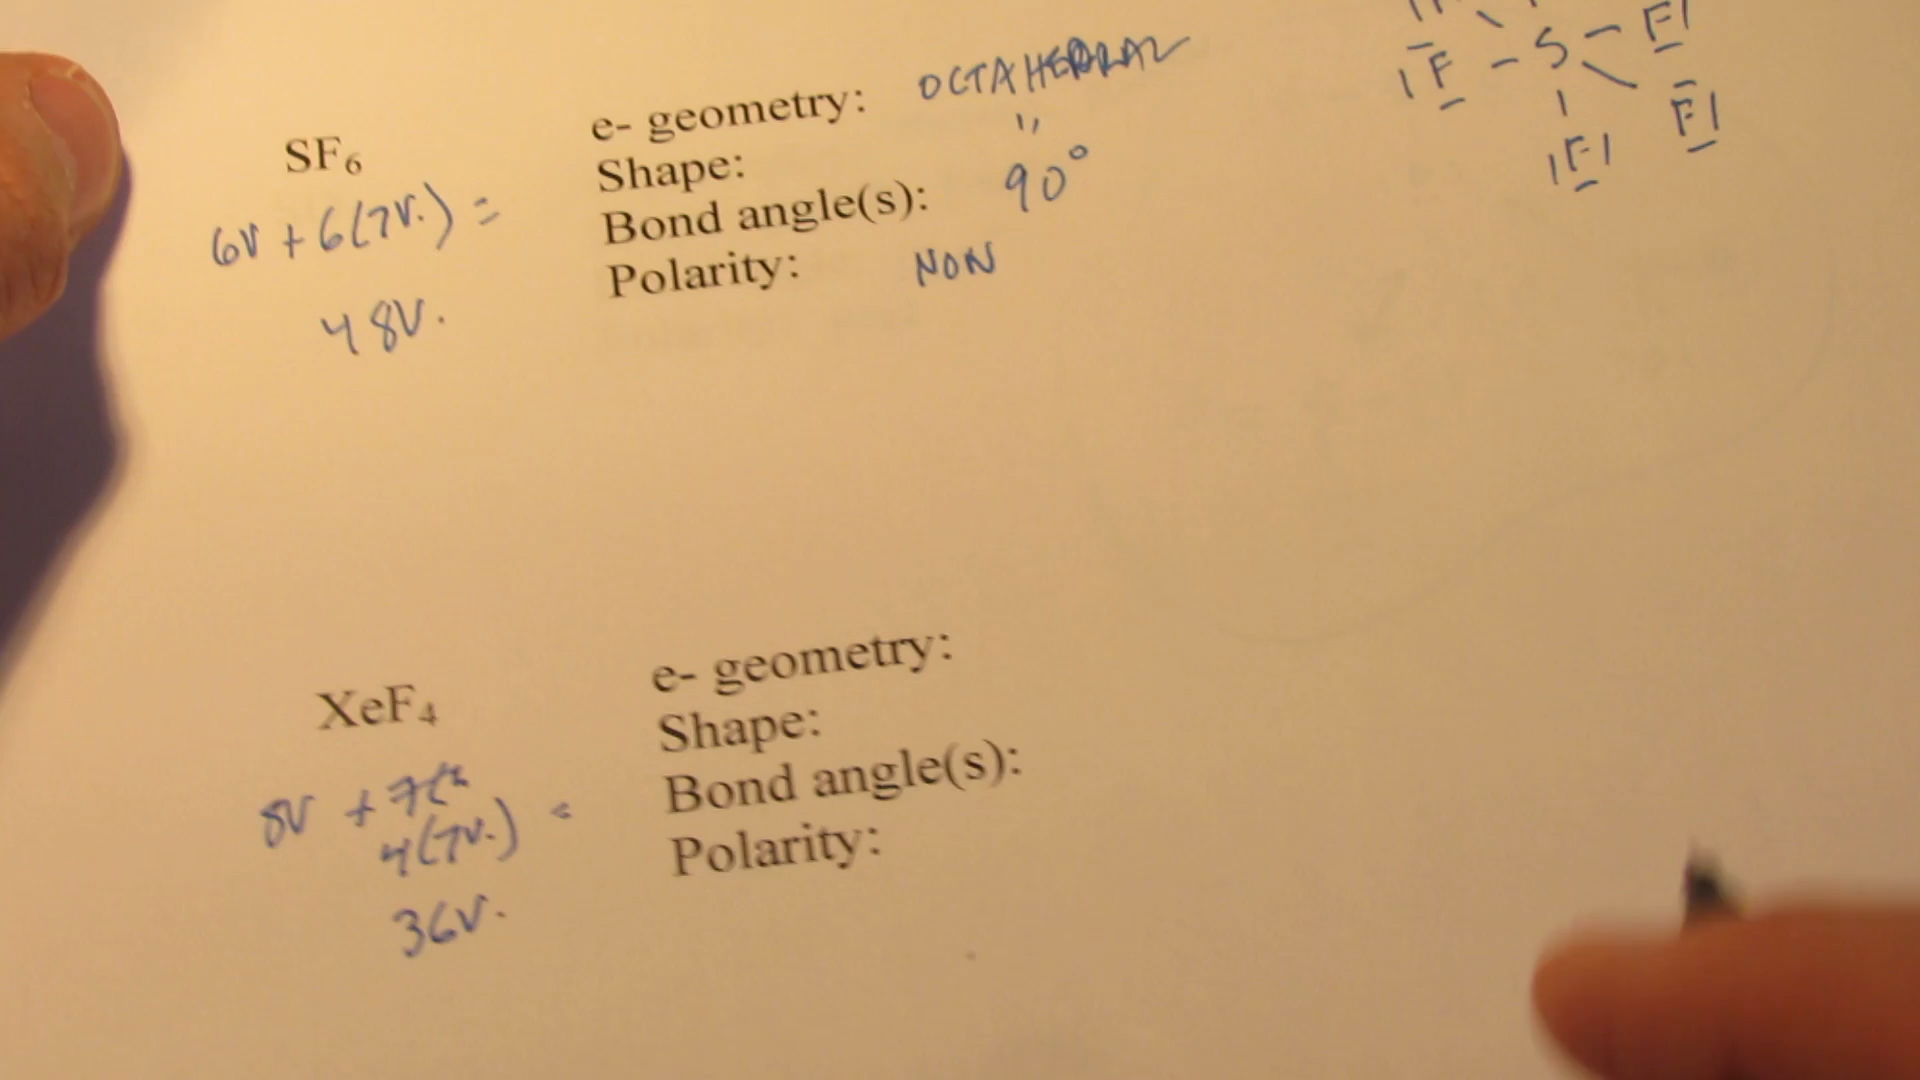 SF₆
6V + 6(7V.) =
48V.
e- geometry: OCTAHEDRAL
Shape: "
Bond angle(s): 90°
Polarity: NON
F - S - F
F F
XeF₄
8V +
4(7V.) =
36V.
e- geometry:
Shape:
Bond angle(s):
Polarity: